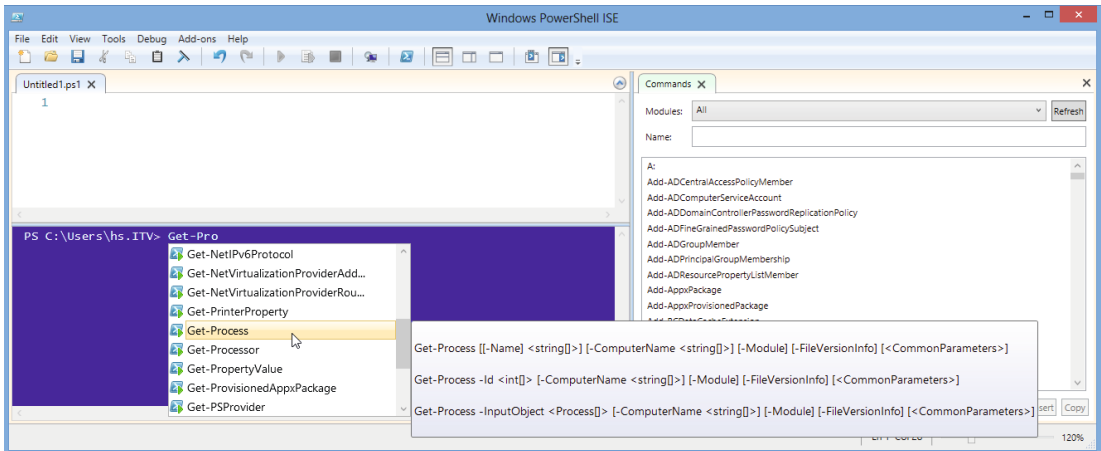 Windows PowerShell ISE
File Edit View Tools Debug Add-ons Help
Untitled1.ps1 X
1
PS C:\Users\hs.ITV> Get-Pro
Get-NetIPv6Protocol
Get-NetVirtualizationProviderAdd...
Get-NetVirtualizationProviderRou...
Get-PrinterProperty
Get-Process
Get-Processor
Get-PropertyValue
Get-ProvisionedAppxPackage
Get-PSProvider
Get-Process [[-Name] <string[]>] [-ComputerName <string[]>] [-Module] [-FileVersionInfo] [<CommonParameters>]
Get-Process -Id <int[]> [-ComputerName <string[]>] [-Module] [-FileVersionInfo] [<CommonParameters>]
Get-Process -InputObject <Process[]> [-ComputerName <string[]>] [-Module] [-FileVersionInfo] [<CommonParameters>]
Commands X
Modules: All Refresh
Name:
A:
Add-ADCentralAccessPolicyMember
Add-ADComputerServiceAccount
Add-ADDomainControllerPasswordReplicationPolicy
Add-ADFineGrainedPasswordPolicySubject
Add-ADGroupMember
Add-ADPrincipalGroupMembership
Add-ADResourcePropertyListMember
Add-AppxPackage
Add-AppxProvisionedPackage
Copy
120%